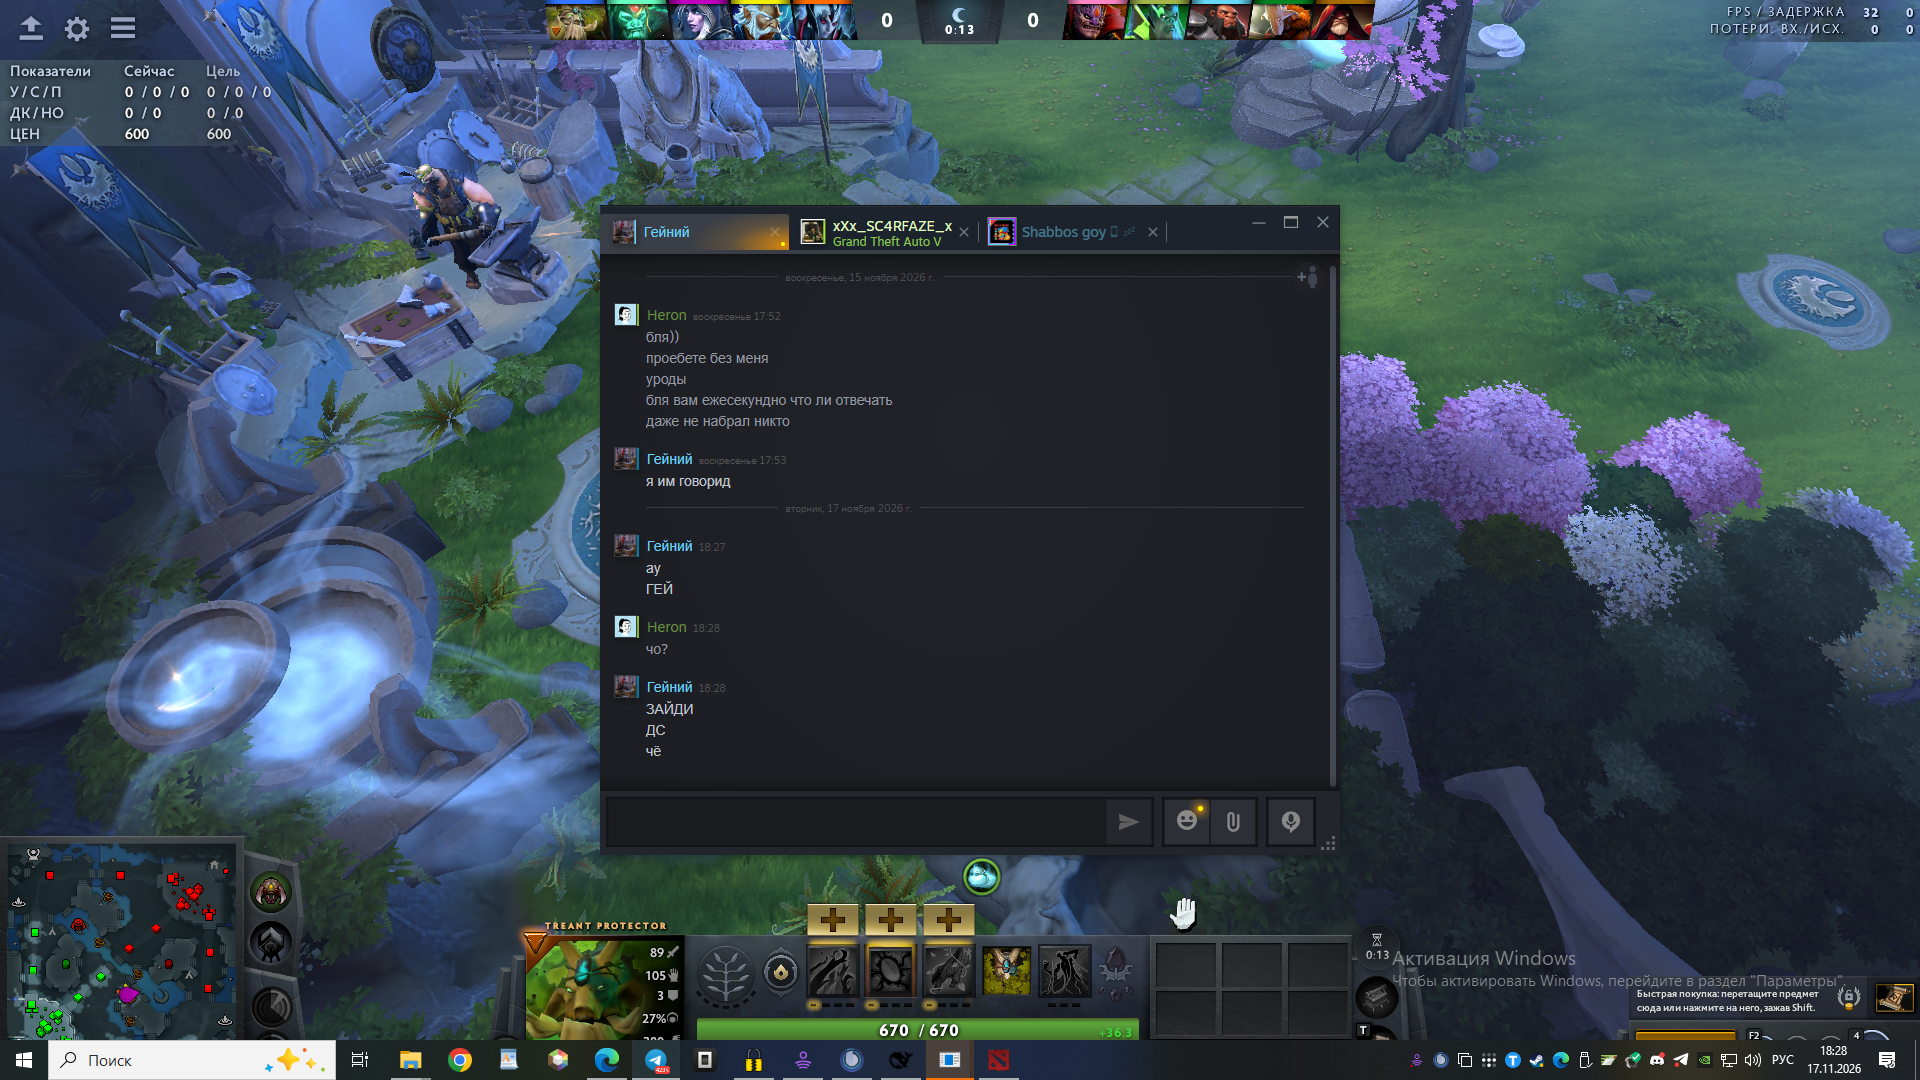 0
0:13
0
FPS / ЗАДЕРЖКА 32 0
ПОТЕРИ: ВХ./ИСХ. 0 0
Показатели Сейчас Цель
У / С / П 0 / 0 / 0 0 / 0 / 0
ДК / НО 0 / 0 0 / 0
ЦЕН 600 600
Гейний
xXx_SC4RFAZE_x
Grand Theft Auto V
Shabbos goy
воскресенье, 15 ноября 2026 г.
Heron воскресенье 17:52
бля))
проебете без меня
уроды
бля вам ежесекундно что ли отвечать
даже не набрал никто
Гейний воскресенье 17:53
я им говорид
вторник, 17 ноября 2026 г.
Гейний 18:27
ау
ГЕЙ
Heron 18:28
чо?
Гейний 18:28
ЗАЙДИ
ДС
чё
TREANT PROTECTOR
89
105
3
27%
670 / 670
+36.3
0:13
T
Активация Windows
Чтобы активировать Windows, перейдите в раздел "Параметры".
Быстрая покупка: перетащите предмет
сюда или нажмите на него, зажав Shift.
F2
4
Поиск
РУС
18:28
17.11.2026